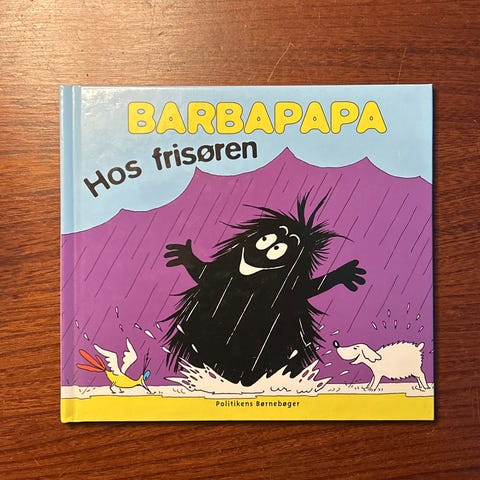 BARBAPAPA
Hos frisøren
Politikens Børnebøger